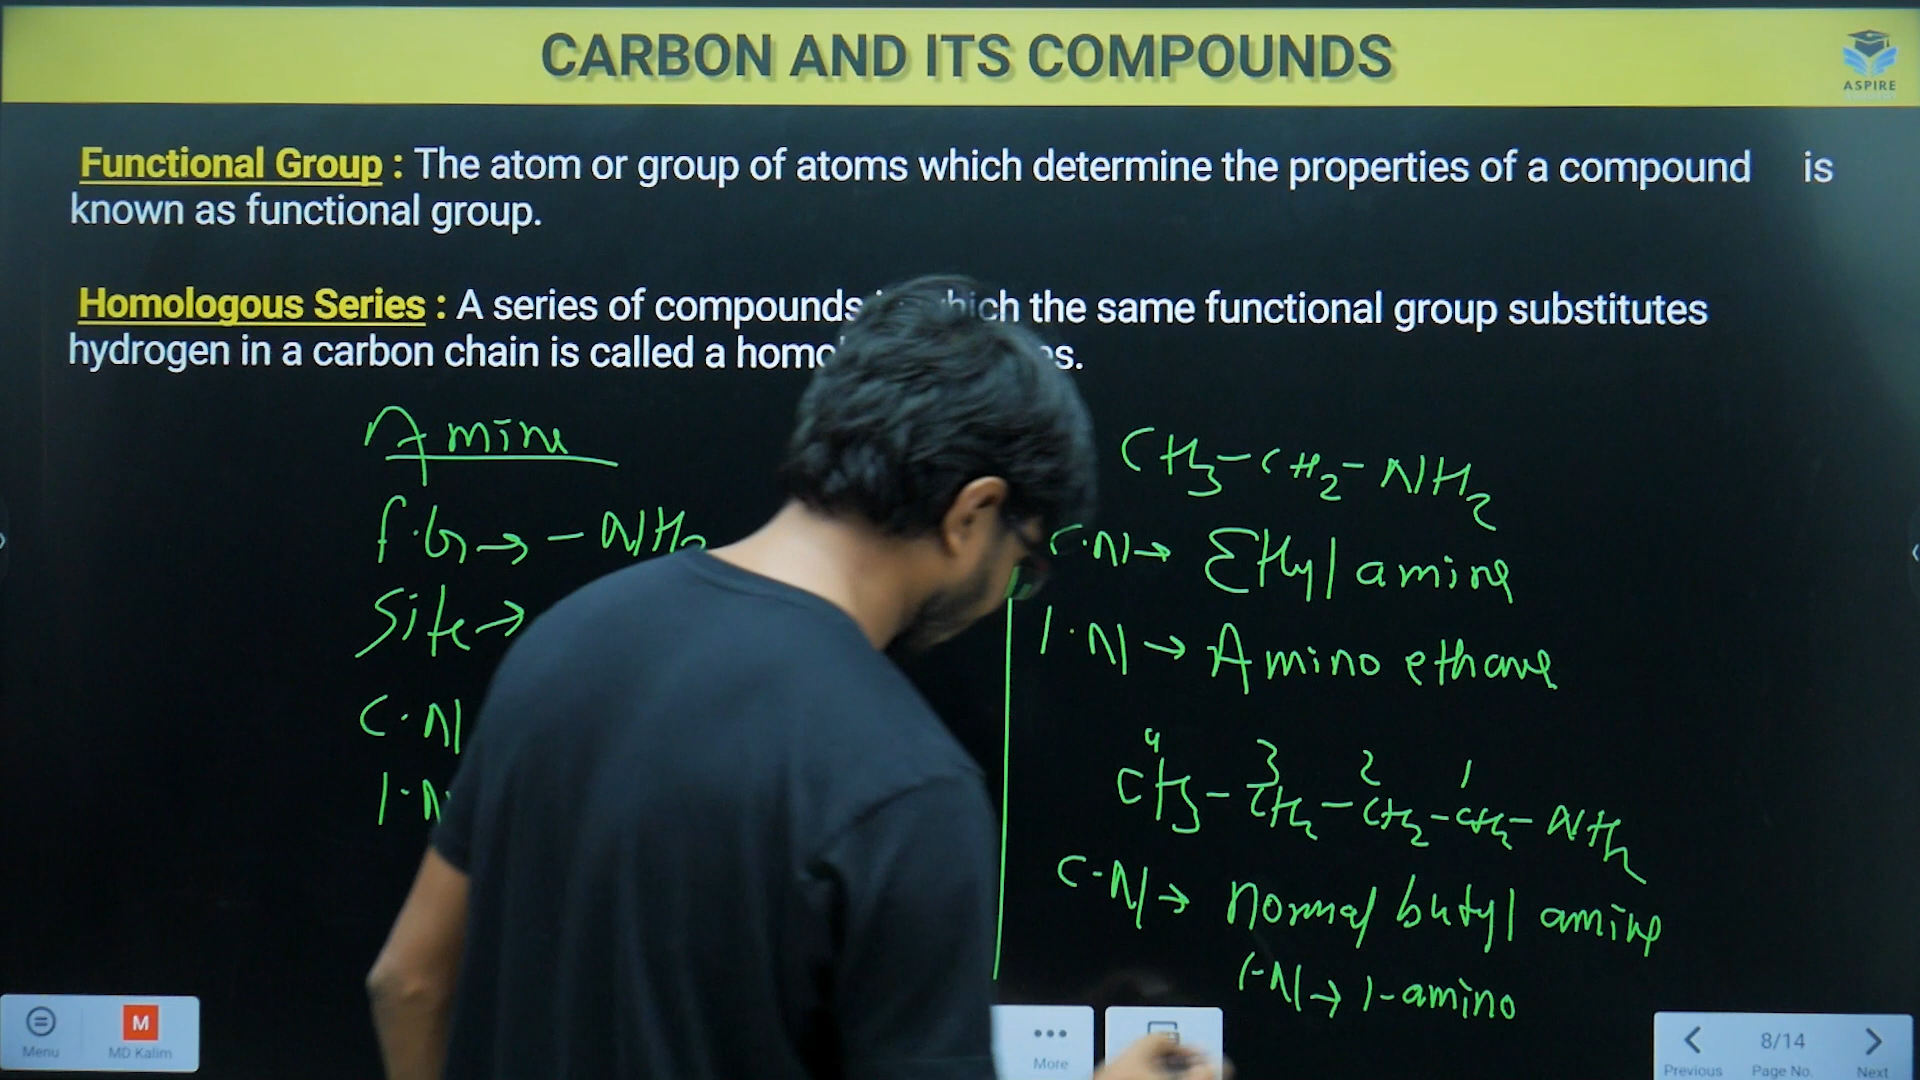 CARBON AND ITS COMPOUNDS
ASPIRE
Functional Group : The atom or group of atoms which determine the properties of a compound is
known as functional group.
Homologous Series : A series of compounds which the same functional group substitutes
hydrogen in a carbon chain is called a homo s.
Amine
f.G → - NH2
Site →
C.N
I.N
CH3-CH2-NH2
C.N → Ethyl amine
I.N → Amino ethane
4 3 2 1
CH3-CH2-CH2-CH2-NH2
C-N → normal butyl amine
I-N → 1-amino
Menu
M
MD Kalim
More
Previous
8/14
Page No.
Next